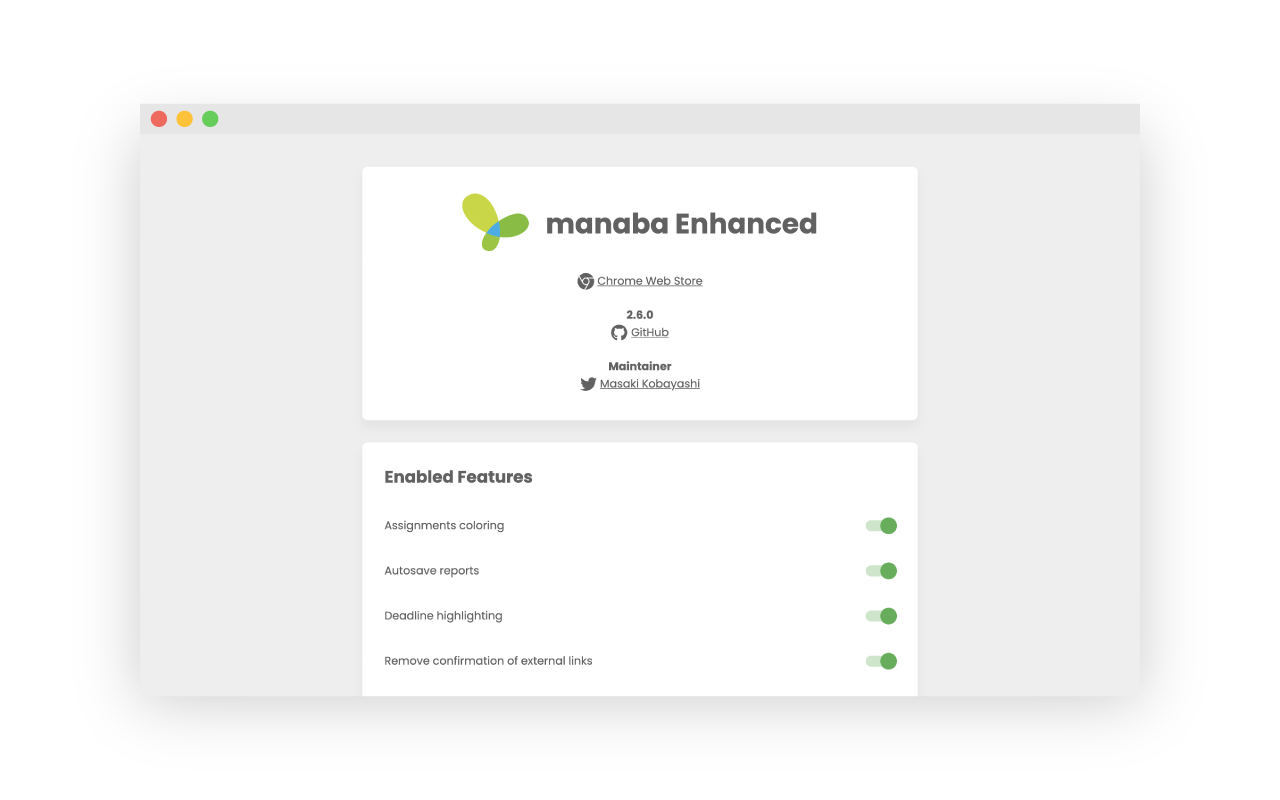 manaba Enhanced
Chrome Web Store
2.6.0
GitHub
Maintainer
Masaki Kobayashi
Enabled Features
Assignments coloring
Autosave reports
Deadline highlighting
Remove confirmation of external links